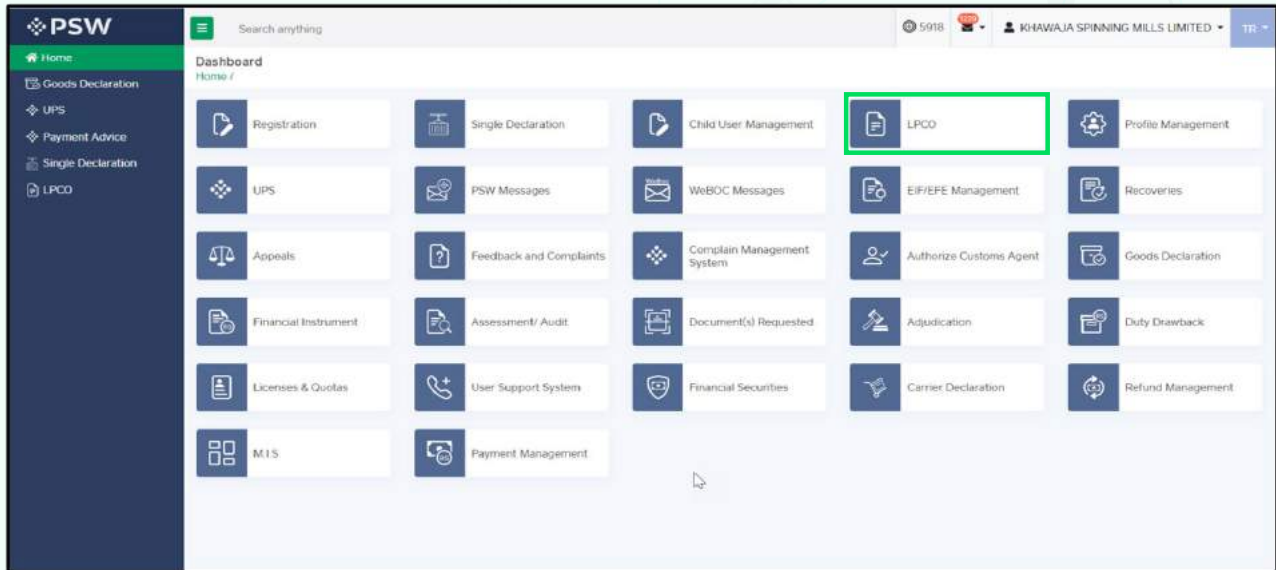 PSW
Search anything
5918
KHAWAJA SPINNING MILLS LIMITED
TR
Home
Goods Declaration
UPS
Payment Advice
Single Declaration
LPCO
Dashboard
Home /
Registration
Single Declaration
Child User Management
LPCO
Profile Management
UPS
PSW Messages
WeBOC Messages
EIF/EFE Management
Recoveries
Appeals
Feedback and Complaints
Complain Management
System
Authorize Customs Agent
Goods Declaration
Financial Instrument
Assessment/ Audit
Document(s) Requested
Adjudication
Duty Drawback
Licenses & Quotas
User Support System
Financial Securities
Carrier Declaration
Refund Management
M.I.S
Payment Management